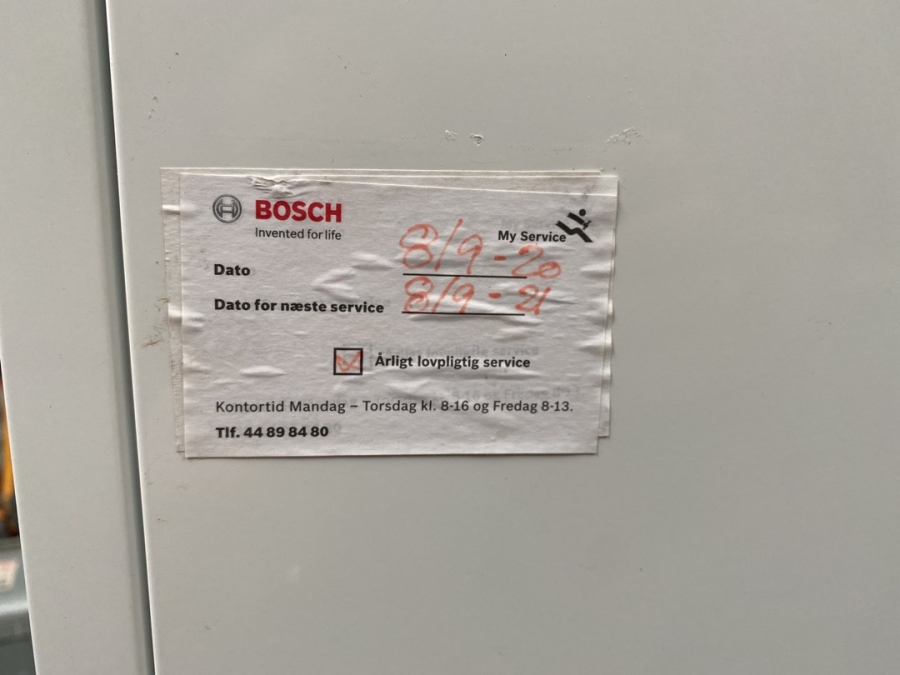 BOSCH
Invented for life
My Service
Dato 8/9 - 20
Dato for næste service 8/9 - 21
Årligt lovpligtig service
Kontortid Mandag – Torsdag kl. 8-16 og Fredag 8-13.
Tlf. 44 89 84 80